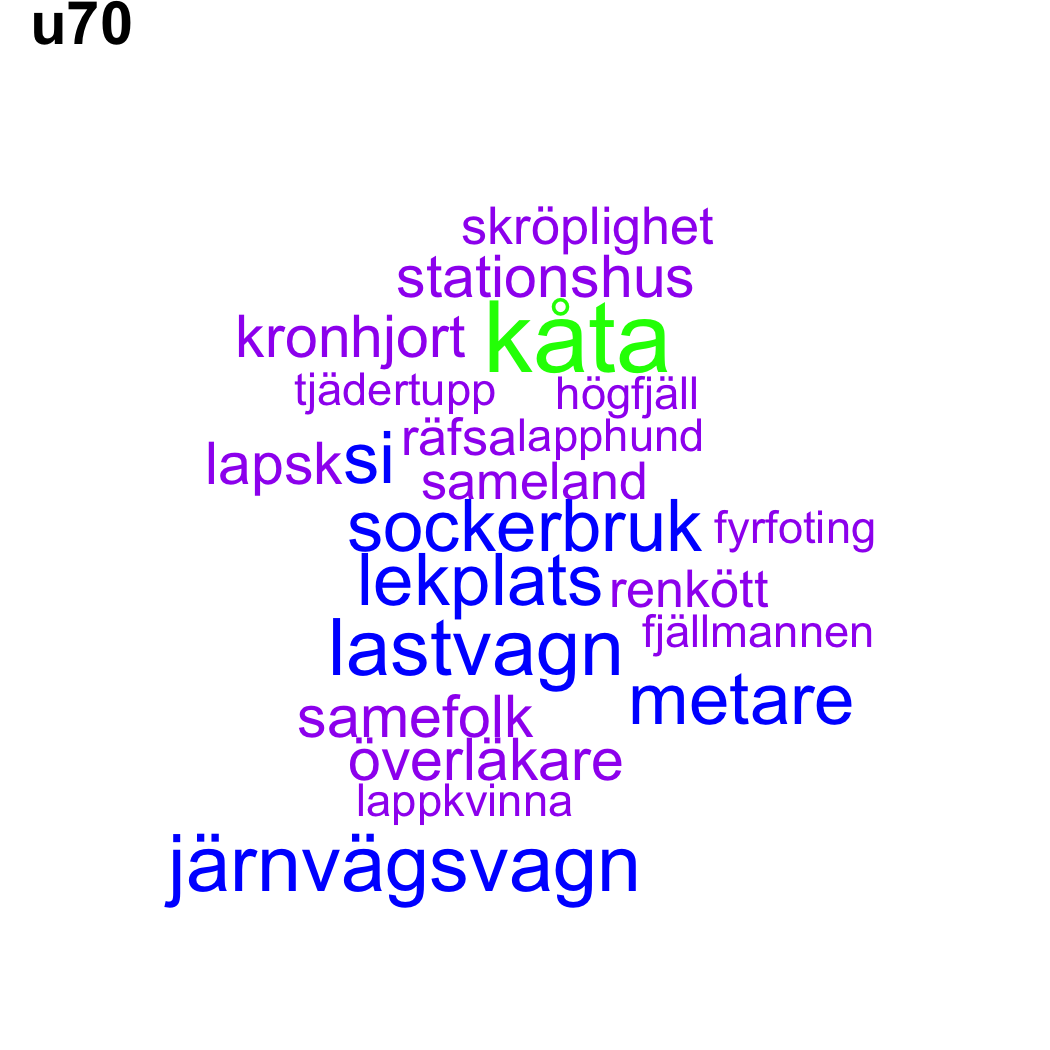 u70
skröplighet
stationshus
kronhjort kåta
tjädertupp högfjäll
lapsk si räfsa lapphund
sameland
sockerbruk fyrfoting
lekplats renkött
lastvagn fjällmannen
metare
samefolk
överläkare
lappkvinna
järnvägsvagn